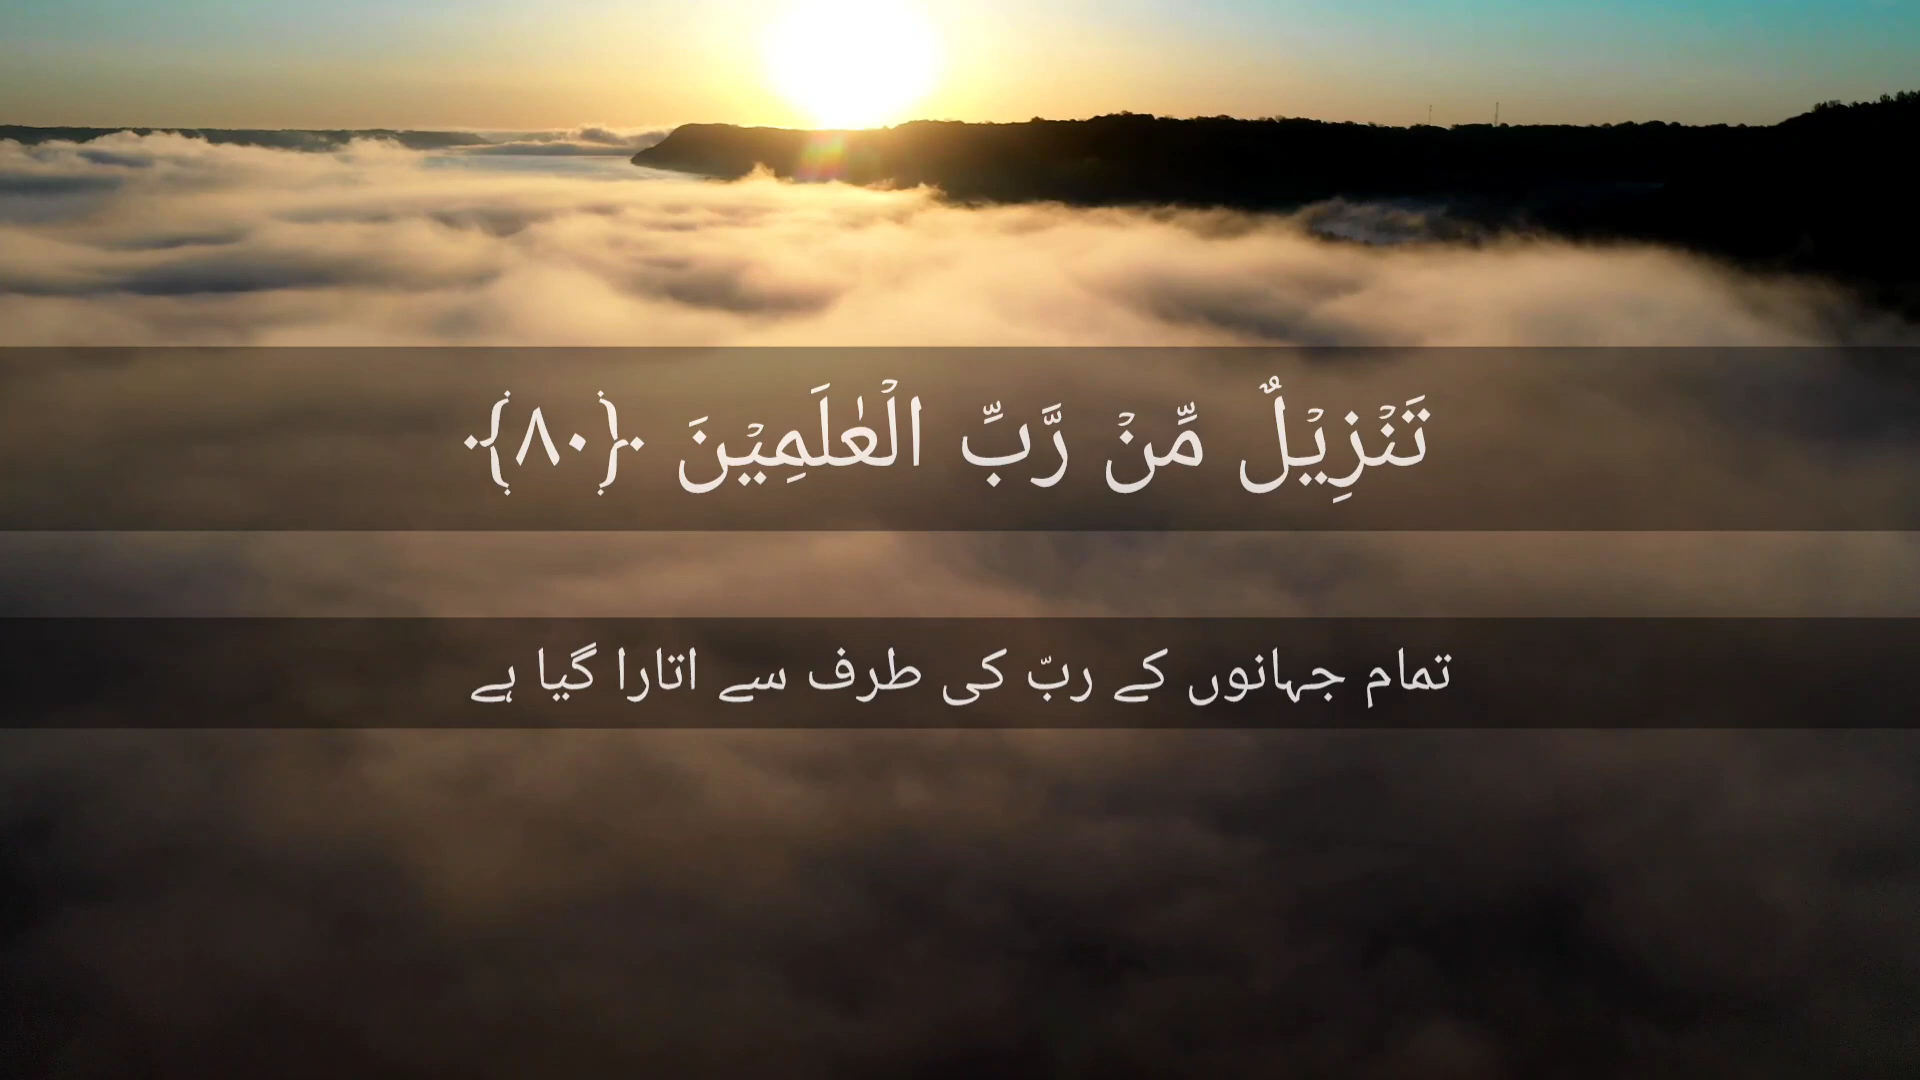 تَنۡزِيۡلٌ مِّنۡ رَّبِّ الۡعٰلَمِيۡنَ ﴿۸۰﴾
تمام جہانوں کے ربّ کی طرف سے اتارا گیا ہے